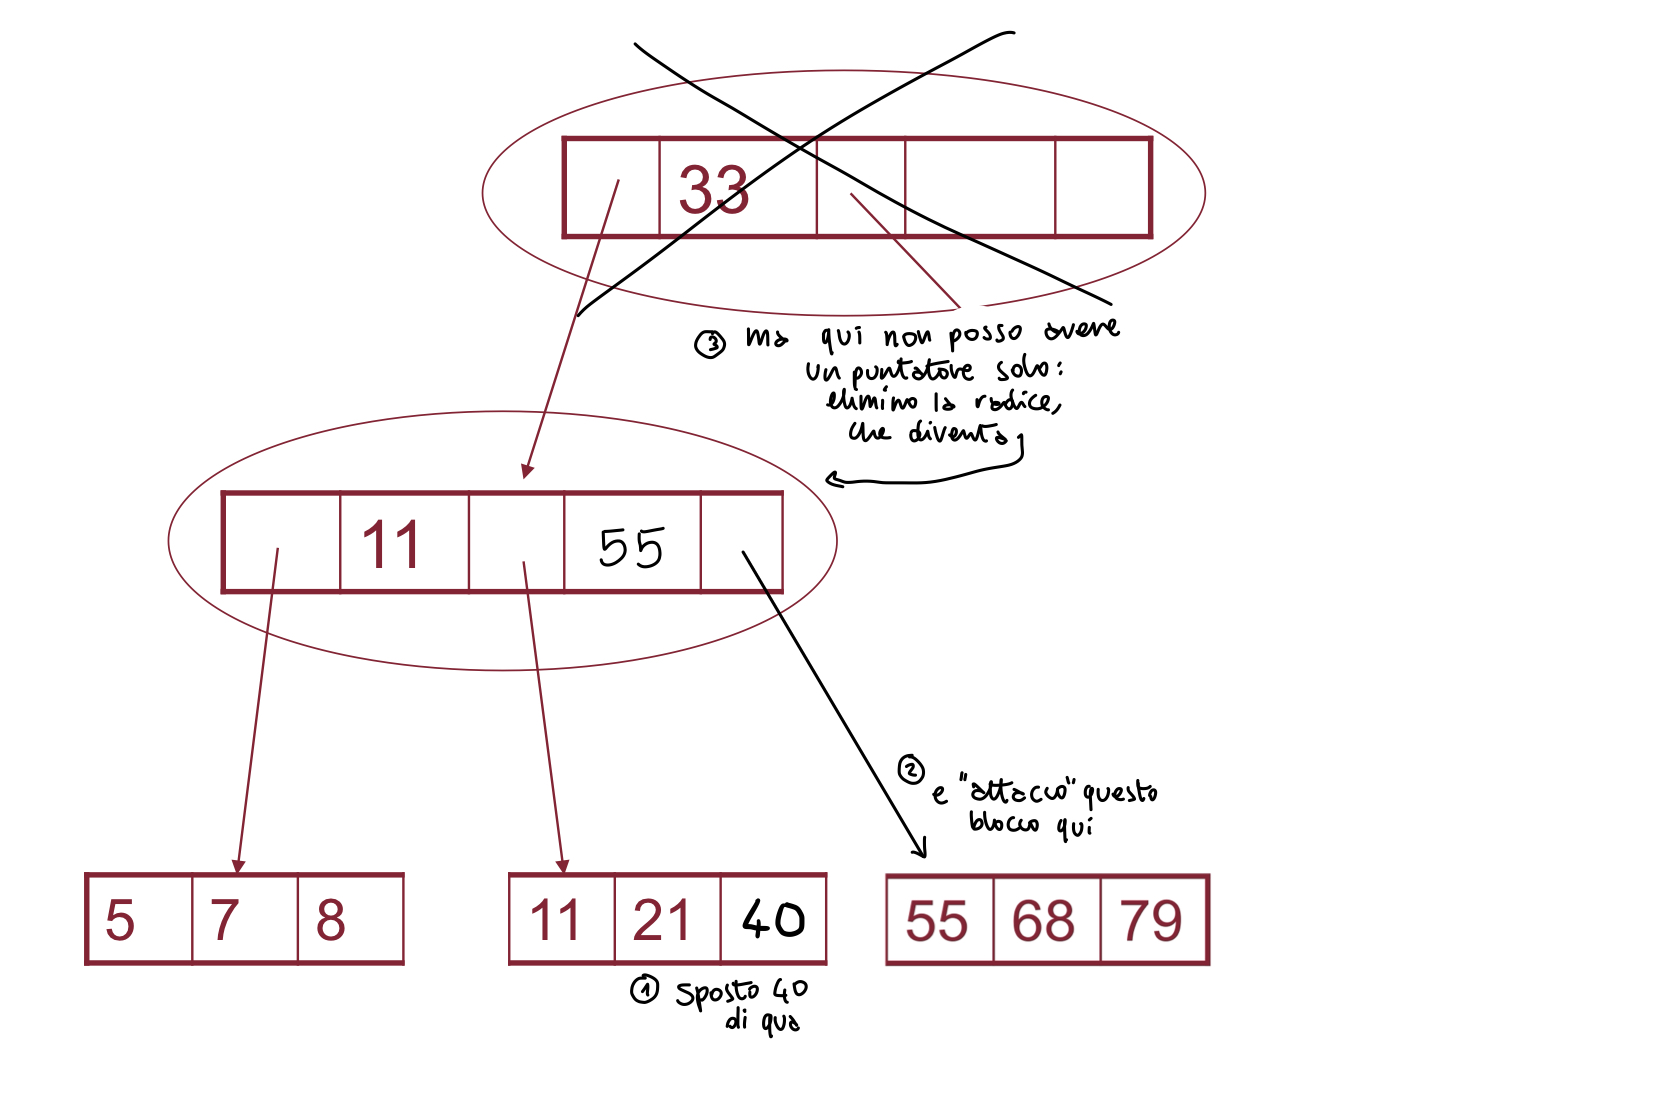 33
③ ma qui non posso avere
un puntatore solo:
elimino la radice,
che diventa
11 55
② e "attacco" questo
blocco qui
5 7 8 11 21 40 55 68 79
① Sposto 40
di qua